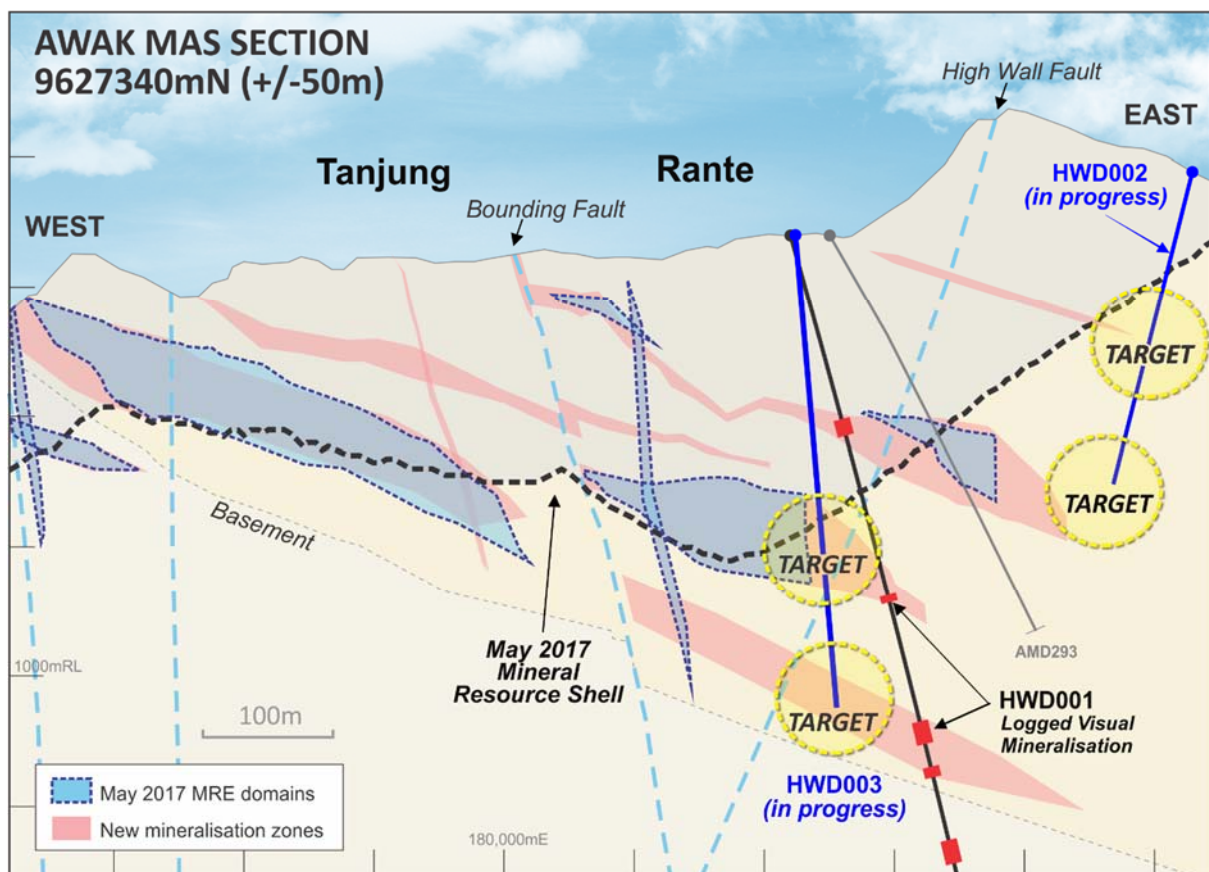 AWAK MAS SECTION
9627340mN (+/-50m)
High Wall Fault
EAST
Tanjung
Rante
HWD002
(in progress)
Bounding Fault
WEST
TARGET
TARGET
Basement
TARGET
May 2017
Mineral
Resource Shell
AMD293
1000mRL
HWD001
Logged Visual
Mineralisation
TARGET
100m
HWD003
(in progress)
May 2017 MRE domains
New mineralisation zones
180,000mE